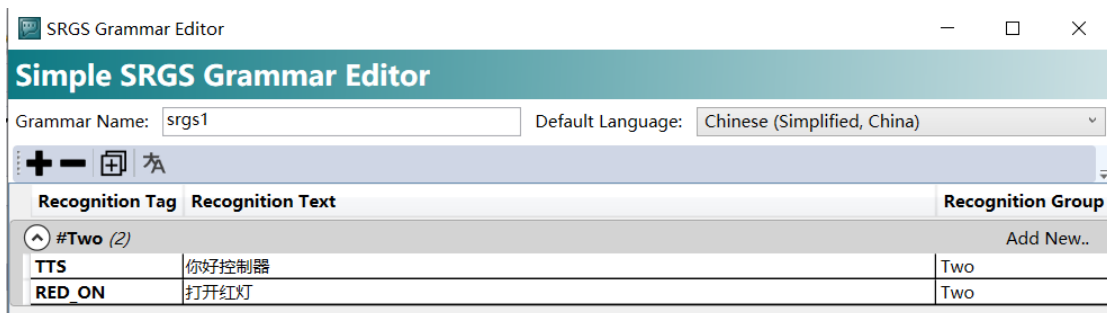 SRGS Grammar Editor
Simple SRGS Grammar Editor
Grammar Name: srgs1 Default Language: Chinese (Simplified, China)
Recognition Tag Recognition Text Recognition Group
#Two (2) Add New..
TTS 你好控制器 Two
RED_ON 打开红灯 Two